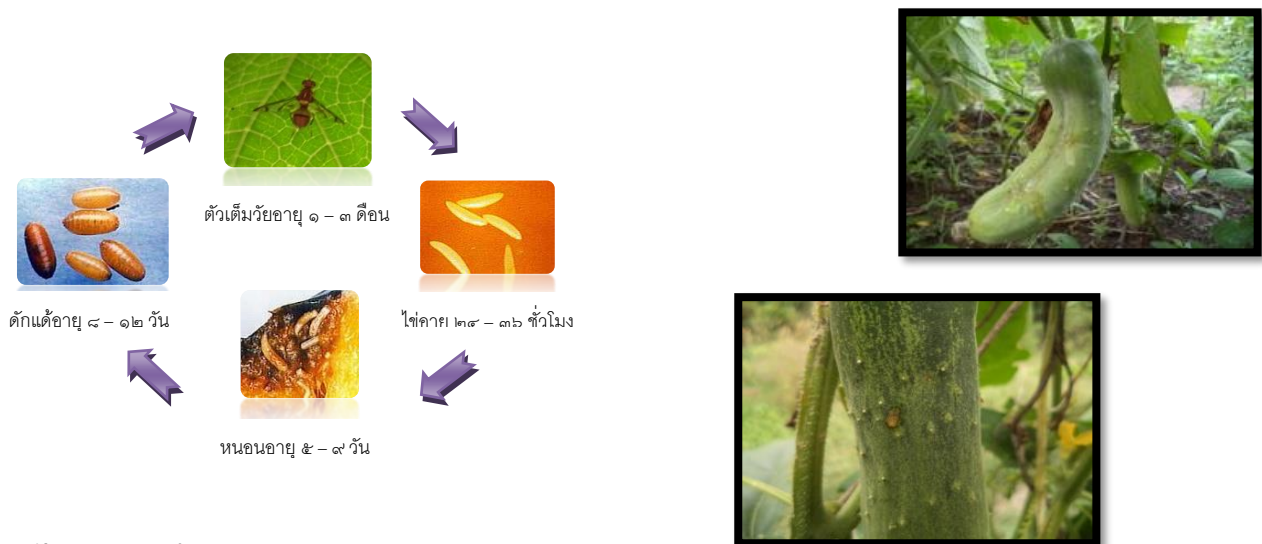 ตัวเต็มวัยอายุ ๑ – ๓ ดือน
ดักแด้อายุ ๘ – ๑๒ วัน
ไข่อาย ๒๔ – ๓๖ ชั่วโมง
หนอนอายุ ๕ – ๙ วัน